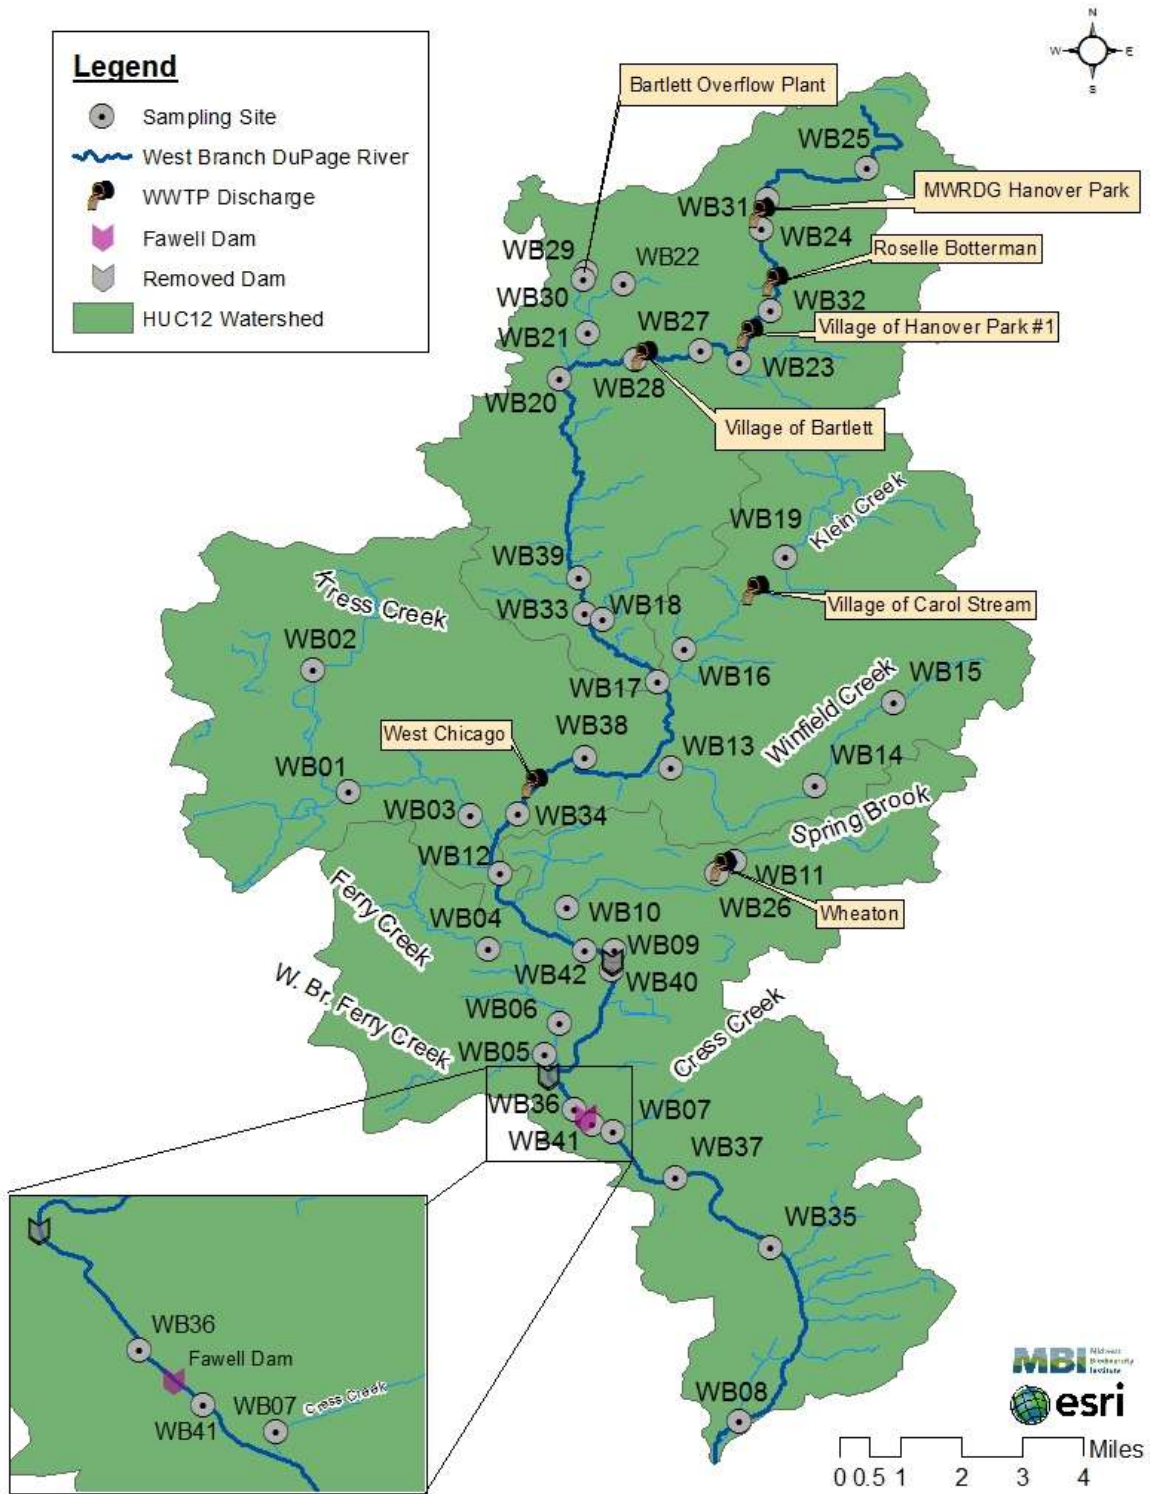 N
W
E
S
Legend
Sampling Site
West Branch DuPage River
WWTP Discharge
Fawell Dam
Removed Dam
HUC12 Watershed
Bartlett Overflow Plant
WB25
MWRDG Hanover Park
WB31
WB24
WB29
WB22
Roselle Botterman
WB30
WB32
WB21
WB27
Village of Hanover Park #1
WB23
WB28
WB20
Village of Bartlett
WB19
Klein Creek
WB39
Kress Creek
WB33
WB18
Village of Carol Stream
WB02
WB16
WB15
WB17
Winfield Creek
West Chicago
WB38
WB13
WB14
WB01
WB03
WB34
Spring Brook
WB12
WB11
WB26
Ferry Creek
WB04
WB10
Wheaton
WB09
WB42
WB40
W. Br. Ferry Creek
WB06
Cress Creek
WB05
WB36
WB07
WB41
WB37
WB35
WB36
Fawell Dam
WB07
Cress Creek
WB41
WB08
MBI Midwest
Biodiversity
Institute
esri
Miles
0 0.5 1 2 3 4